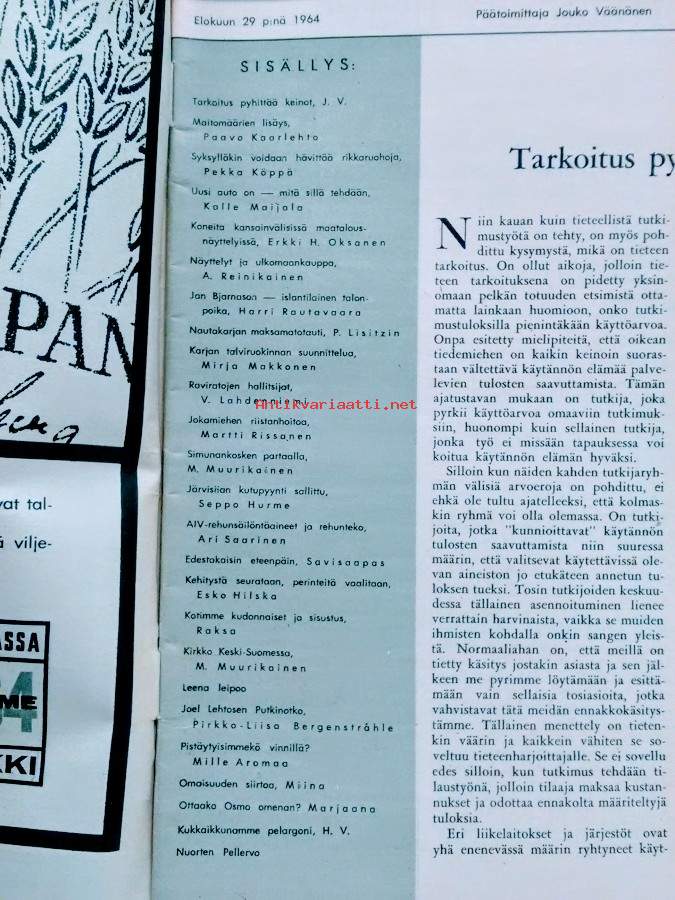 PAN
vat tal-
ä vilje-
ASSA
ME
KKI
Elokuun 29 p:nä 1964
Päätoimittaja Jouko Väänänen
SISÄLLYS:
Tarkoitus pyhittää keinot, J. V.
Maitomäärien lisäys,
Paavo Kaarlehto
Syksylläkin voidaan hävittää rikkaruohoja,
Pekka Köppä
Uusi auto on — mitä sillä tehdään,
Kalle Maijala
Koneita kansainvälisissä maatalous-
näyttelyissä, Erkki H. Oksanen
Näyttelyt ja ulkomaankauppa,
A. Reinikainen
Jan Bjarnason — islantilainen talon-
poika, Harri Rautavaara
Nautakarjan maksamatotauti, P. Lisitzin
Karjan talviruokinnan suunnittelua,
Mirja Makkonen
Raviratojen hallitsijat,
V. Lahdenniemi
Antikvariaatti.net
Jokamiehen riistanhoitoa,
Martti Rissanen
Simunankosken partaalla,
M. Muurikainen
Järvisiian kutupyynti sallittu,
Seppo Hurme
AIV-rehunsäilöntäaineet ja rehunteko,
Ari Saarinen
Edestakaisin eteenpäin, Savisaapas
Kehitystä seurataan, perinteitä vaalitaan,
Esko Hilska
Kotimme kudonnaiset ja sisustus,
Raksa
Kirkko Keski-Suomessa,
M. Muurikainen
Leena leipoo
Joel Lehtosen Putkinotko,
Pirkko-Liisa Bergenstråhle
Pistäytyisimmekö vinnillä?
Mille Aromaa
Omaisuuden siirtoa, Miina
Ottaako Osmo omenan? Marjaana
Kukkaikkunamme pelargoni, H. V.
Nuorten Pellervo
Tarkoitus py
Niin kauan kuin tieteellistä tutki-
mustyötä on tehty, on myös poh-
dittu kysymystä, mikä on tieteen
tarkoitus. On ollut aikoja, jolloin tie-
teen tarkoituksena on pidetty yksin-
omaan pelkän totuuden etsimistä otta-
matta lainkaan huomioon, onko tutki-
mustuloksilla pienintäkään käyttöarvoa.
Onpa esitetty mielipiteitä, että oikean
tiedemiehen on kaikin keinoin suoras-
taan vältettävä käytännön elämää palve-
levien tulosten saavuttamista. Tämän
ajatustavan mukaan on tutkija, joka
pyrkii käyttöarvoa omaaviin tutkimuk-
siin, huonompi kuin sellainen tutkija,
jonka työ ei missään tapauksessa voi
koitua käytännön elämän hyväksi.
Silloin kun näiden kahden tutkijaryh-
män välisiä arvoeroja on pohdittu, ei
ehkä ole tultu ajatelleeksi, että kolmas-
kin ryhmä voi olla olemassa. On tutki-
joita, jotka "kunnioittavat" käytännön
tulosten saavuttamista niin suuressa
määrin, että valitsevat käytettävissä ole-
van aineiston jo etukäteen annetun tu-
loksen tueksi. Tosin tutkijoiden keskuu-
dessa tällainen asennoituminen lienee
verrattain harvinaista, vaikka se muiden
ihmisten kohdalla onkin sangen yleis-
tä. Normaaliahan on, että meillä on
tietty käsitys jostakin asiasta ja sen jäl-
keen me pyrimme löytämään ja esittä-
mään vain sellaisia tosiasioita, jotka
vahvistavat tätä meidän ennakkokäsitys-
tämme. Tällainen menettely on tieten-
kin väärin ja kaikkein vähiten se so-
veltuu tieteenharjoittajalle. Se ei sovellu
edes silloin, kun tutkimus tehdään ti-
laustyönä, jolloin tilaaja maksaa kustan-
nukset ja odottaa ennakolta määriteltyjä
tuloksia.
Eri liikelaitokset ja järjestöt ovat
yhä enenevässä määrin ryhtyneet käyt-